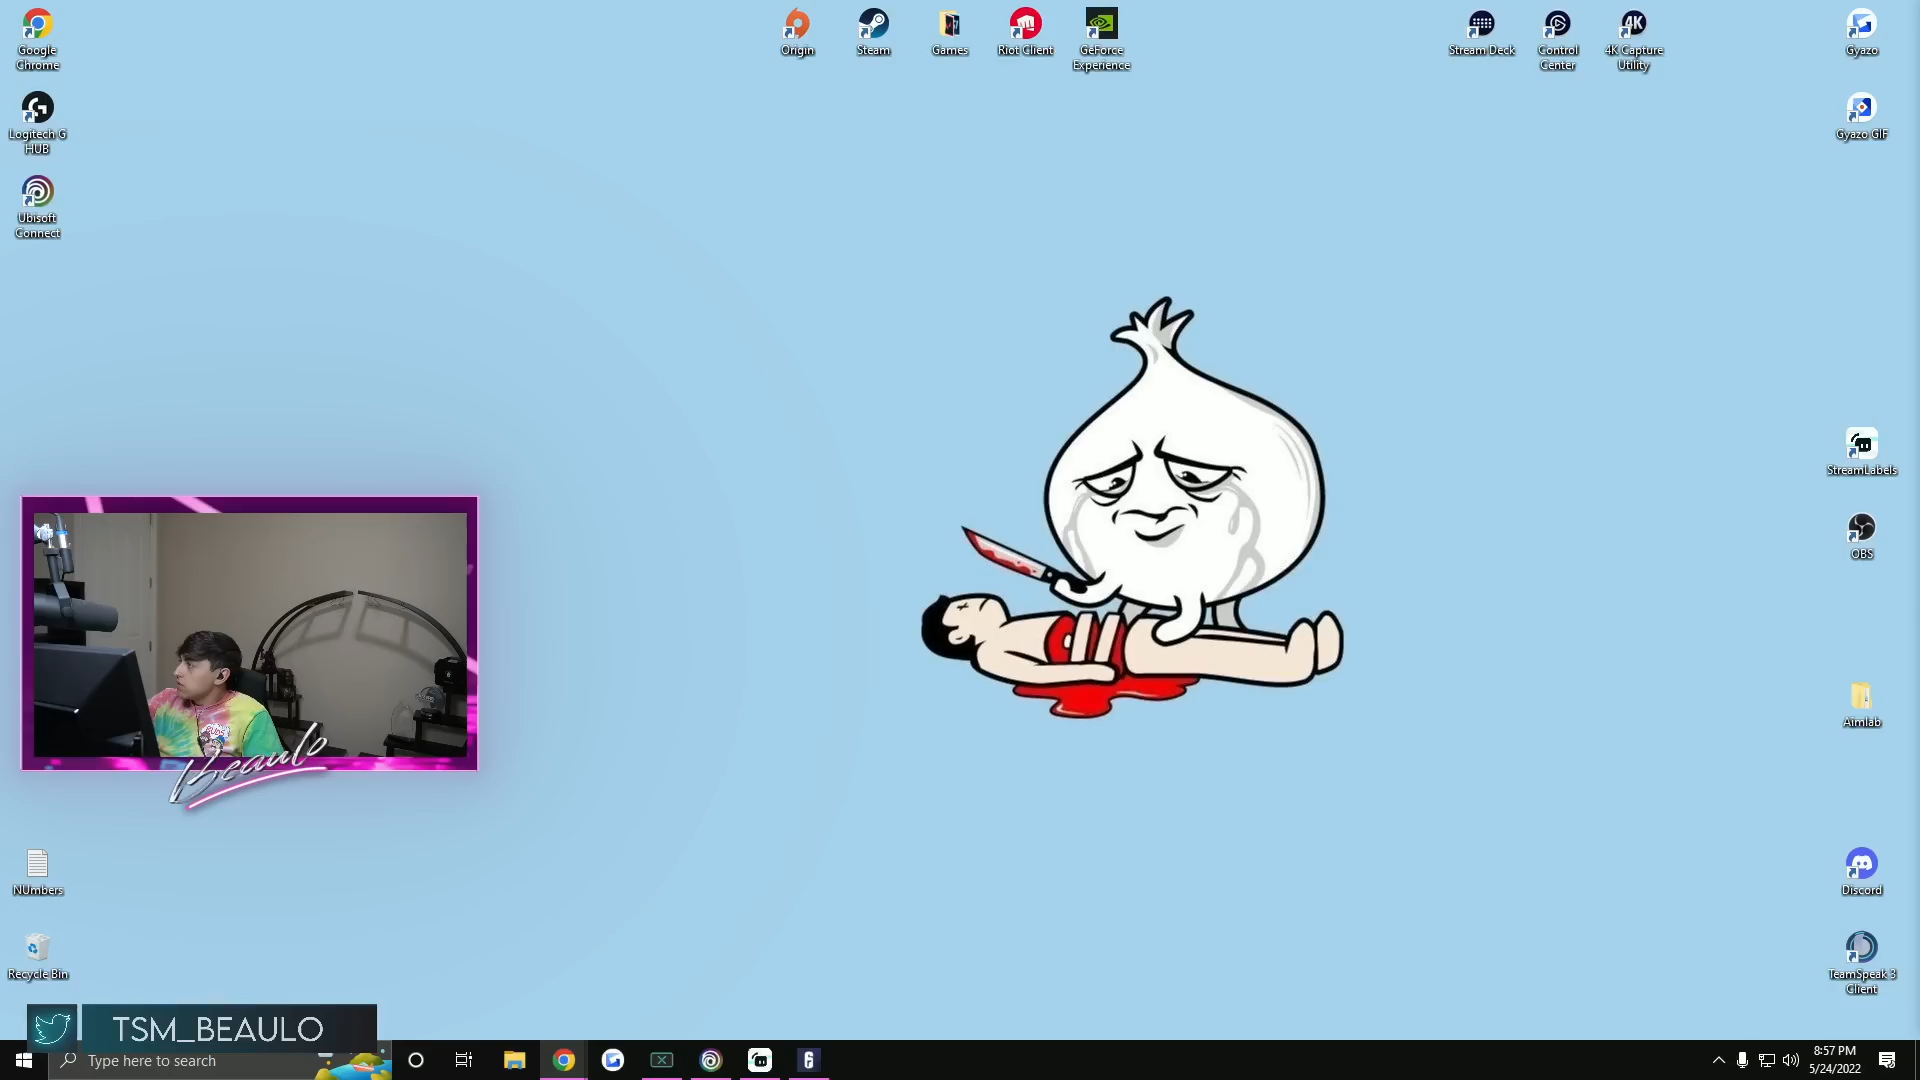 Google
Chrome
Origin
Steam
Games
Riot Client
GeForce
Experience
Stream Deck
Control
Center
4K
4K Capture
Utility
Gyazo
Logitech G
HUB
Gyazo GIF
Ubisoft
Connect
StreamLabels
OBS
Aimlab
Beaulo
NUmbers
Discord
Recycle Bin
TeamSpeak 3
Client
TSM_BEAULO
Type here to search
8:57 PM
5/24/2022